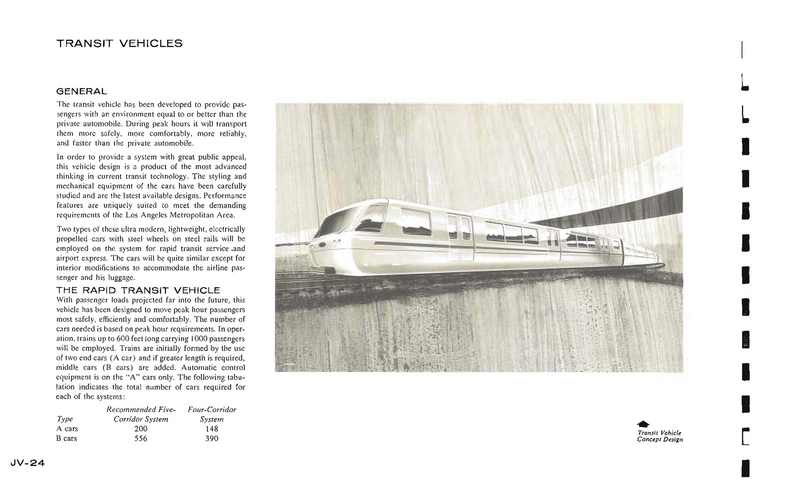 TRANSIT VEHICLES
GENERAL
The transit vehicle has been developed to provide pas-
sengers with an environment equal to or better than the
private automobile. During peak hours it will transport
them more safely, more comfortably, more reliably,
and faster than the private automobile.
In order to provide a system with great public appeal,
this vehicle design is a product of the most advanced
thinking in current transit technology. The styling and
mechanical equipment of the cars have been carefully
studied and are the latest available designs. Performance
features are uniquely suited to meet the demanding
requirements of the Los Angeles Metropolitan Area.
Two types of these ultra modern, lightweight, electrically
propelled cars with steel wheels on steel rails will be
employed on the system for rapid transit service and
airport express. The cars will be quite similar except for
interior modifications to accommodate the airline pas-
senger and his luggage.
THE RAPID TRANSIT VEHICLE
With passenger loads projected far into the future, this
vehicle has been designed to move peak hour passengers
most safely, efficiently and comfortably. The number of
cars needed is based on peak hour requirements. In oper-
ation, trains up to 600 feet long carrying 1000 passengers
will be employed. Trains are initially formed by the use
of two end cars (A car) and if greater length is required,
middle cars (B cars) are added. Automatic control
equipment is on the "A" cars only. The following tabu-
lation indicates the total number of cars required for
each of the systems:
Recommended Five- Four-Corridor
Type Corridor System System
A cars 200 148
B cars 556 390
Transit Vehicle
Concept Design
JV-24